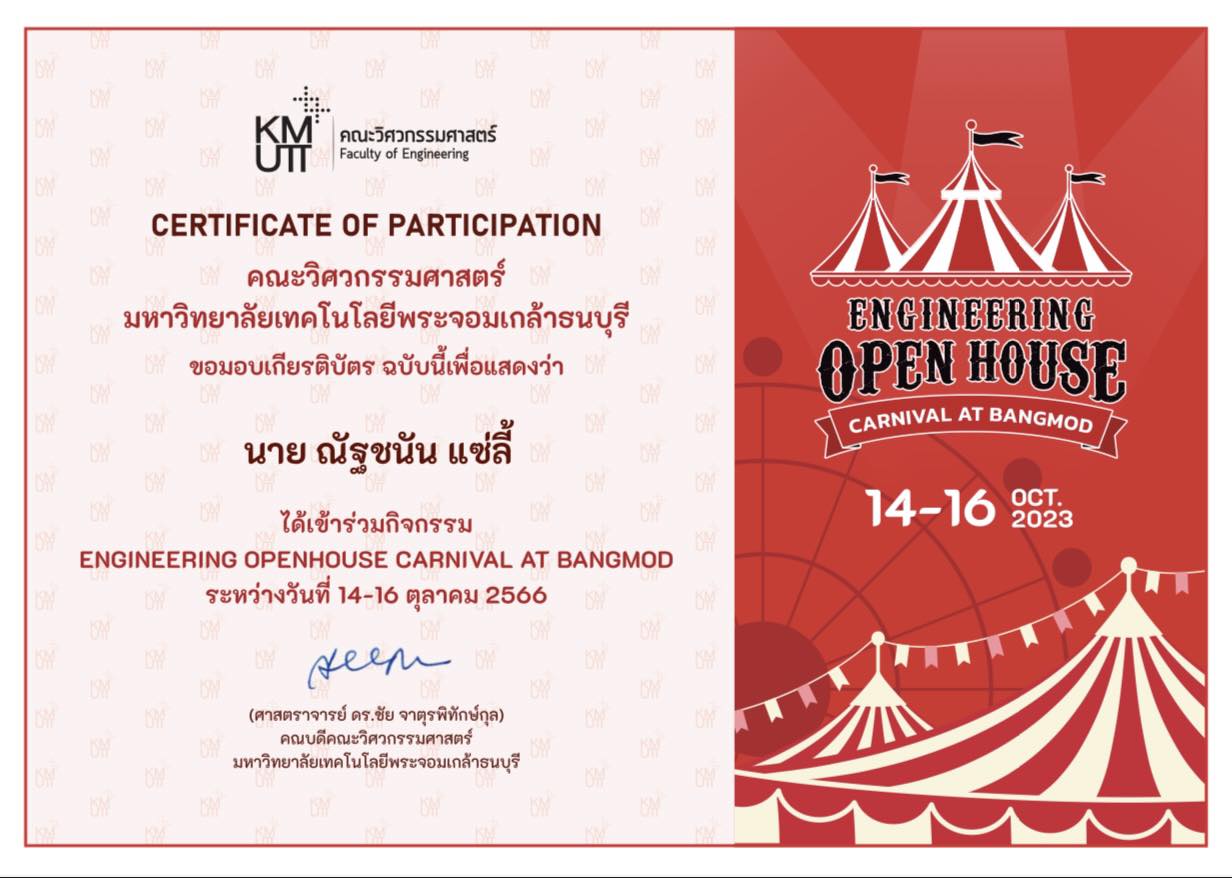 KMUTT
คณะวิศวกรรมศาสตร์
Faculty of Engineering
CERTIFICATE OF PARTICIPATION
คณะวิศวกรรมศาสตร์
มหาวิทยาลัยเทคโนโลยีพระจอมเกล้าธนบุรี
ขอมอบเกียรติบัตร ฉบับนี้เพื่อแสดงว่า
นาย ณัฐชนัน แซ่ลี้
ได้เข้าร่วมกิจกรรม
ENGINEERING OPENHOUSE CARNIVAL AT BANGMOD
ระหว่างวันที่ 14-16 ตุลาคม 2566
(ศาสตราจารย์ ดร.ชัย จาตุรพิทักษ์กุล)
คณบดีคณะวิศวกรรมศาสตร์
มหาวิทยาลัยเทคโนโลยีพระจอมเกล้าธนบุรี
ENGINEERING
OPEN HOUSE
CARNIVAL AT BANGMOD
14-16 OCT. 2023